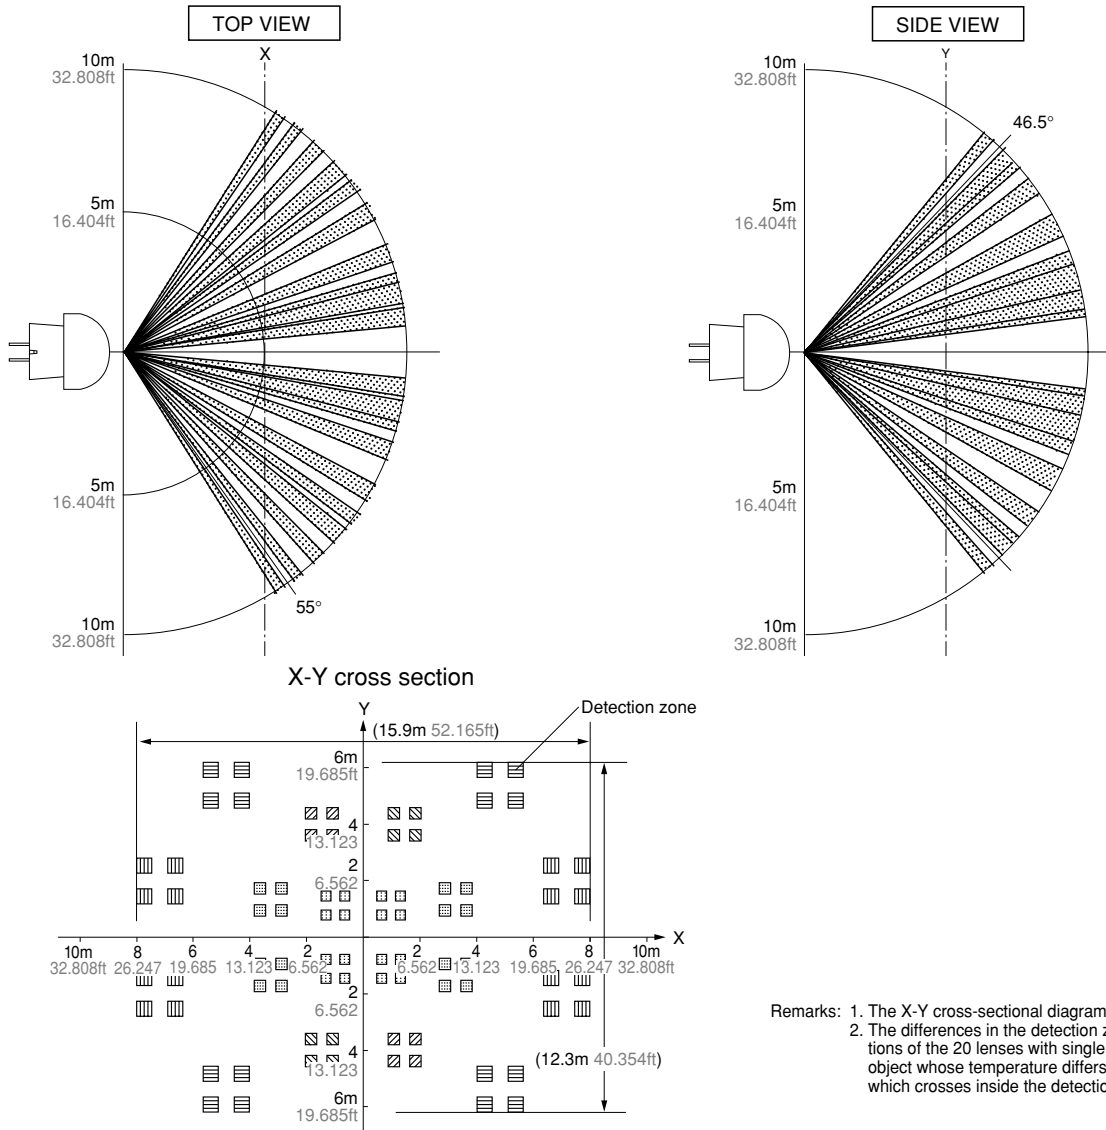 TOP VIEW
X
10m
32.808ft
5m
16.404ft
5m
16.404ft
10m
32.808ft
55°
SIDE VIEW
Y
10m
32.808ft
46.5°
5m
16.404ft
5m
16.404ft
10m
32.808ft
X-Y cross section
Y
Detection zone
(15.9m 52.165ft)
6m
19.685ft
4
13.123
2
6.562
X
10m 8 6 4 2 2 4 6 8 10m
32.808ft 26.247 19.685 13.123 6.562 6.562 13.123 19.685 26.247 32.808ft
2
6.562
4
13.123
(12.3m 40.354ft)
6m
19.685ft
Remarks: 1. The X-Y cross-sectional diagram
2. The differences in the detection z
tions of the 20 lenses with single
object whose temperature differs
which crosses inside the detectio